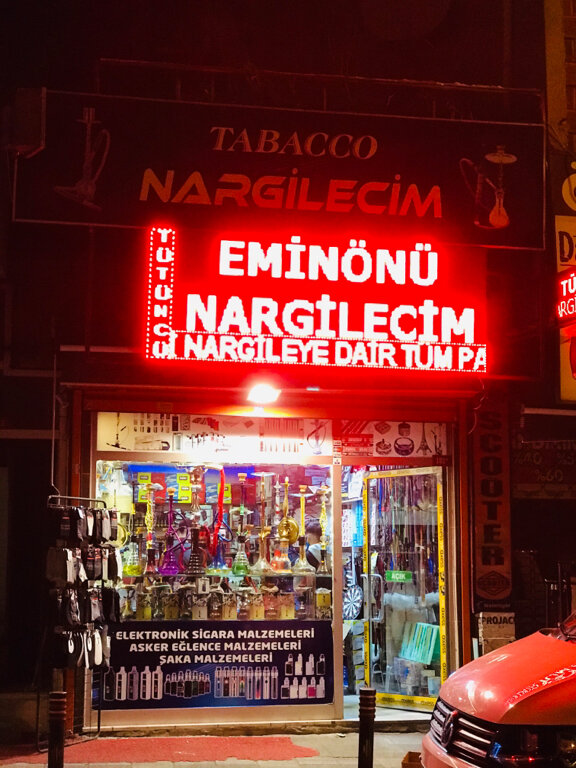 TABACCO
NARGİLECİM
TÜTÜNCÜ
EMİNÖNÜ
NARGİLECİM
NARGİLEYE DAİR TÜM PA
AÇIK
ELEKTRONİK SİGARA MALZEMELERİ
ASKER EĞLENCE MALZEMELERİ
ŞAKA MALZEMELERİ
SCOOTER
PROJAC